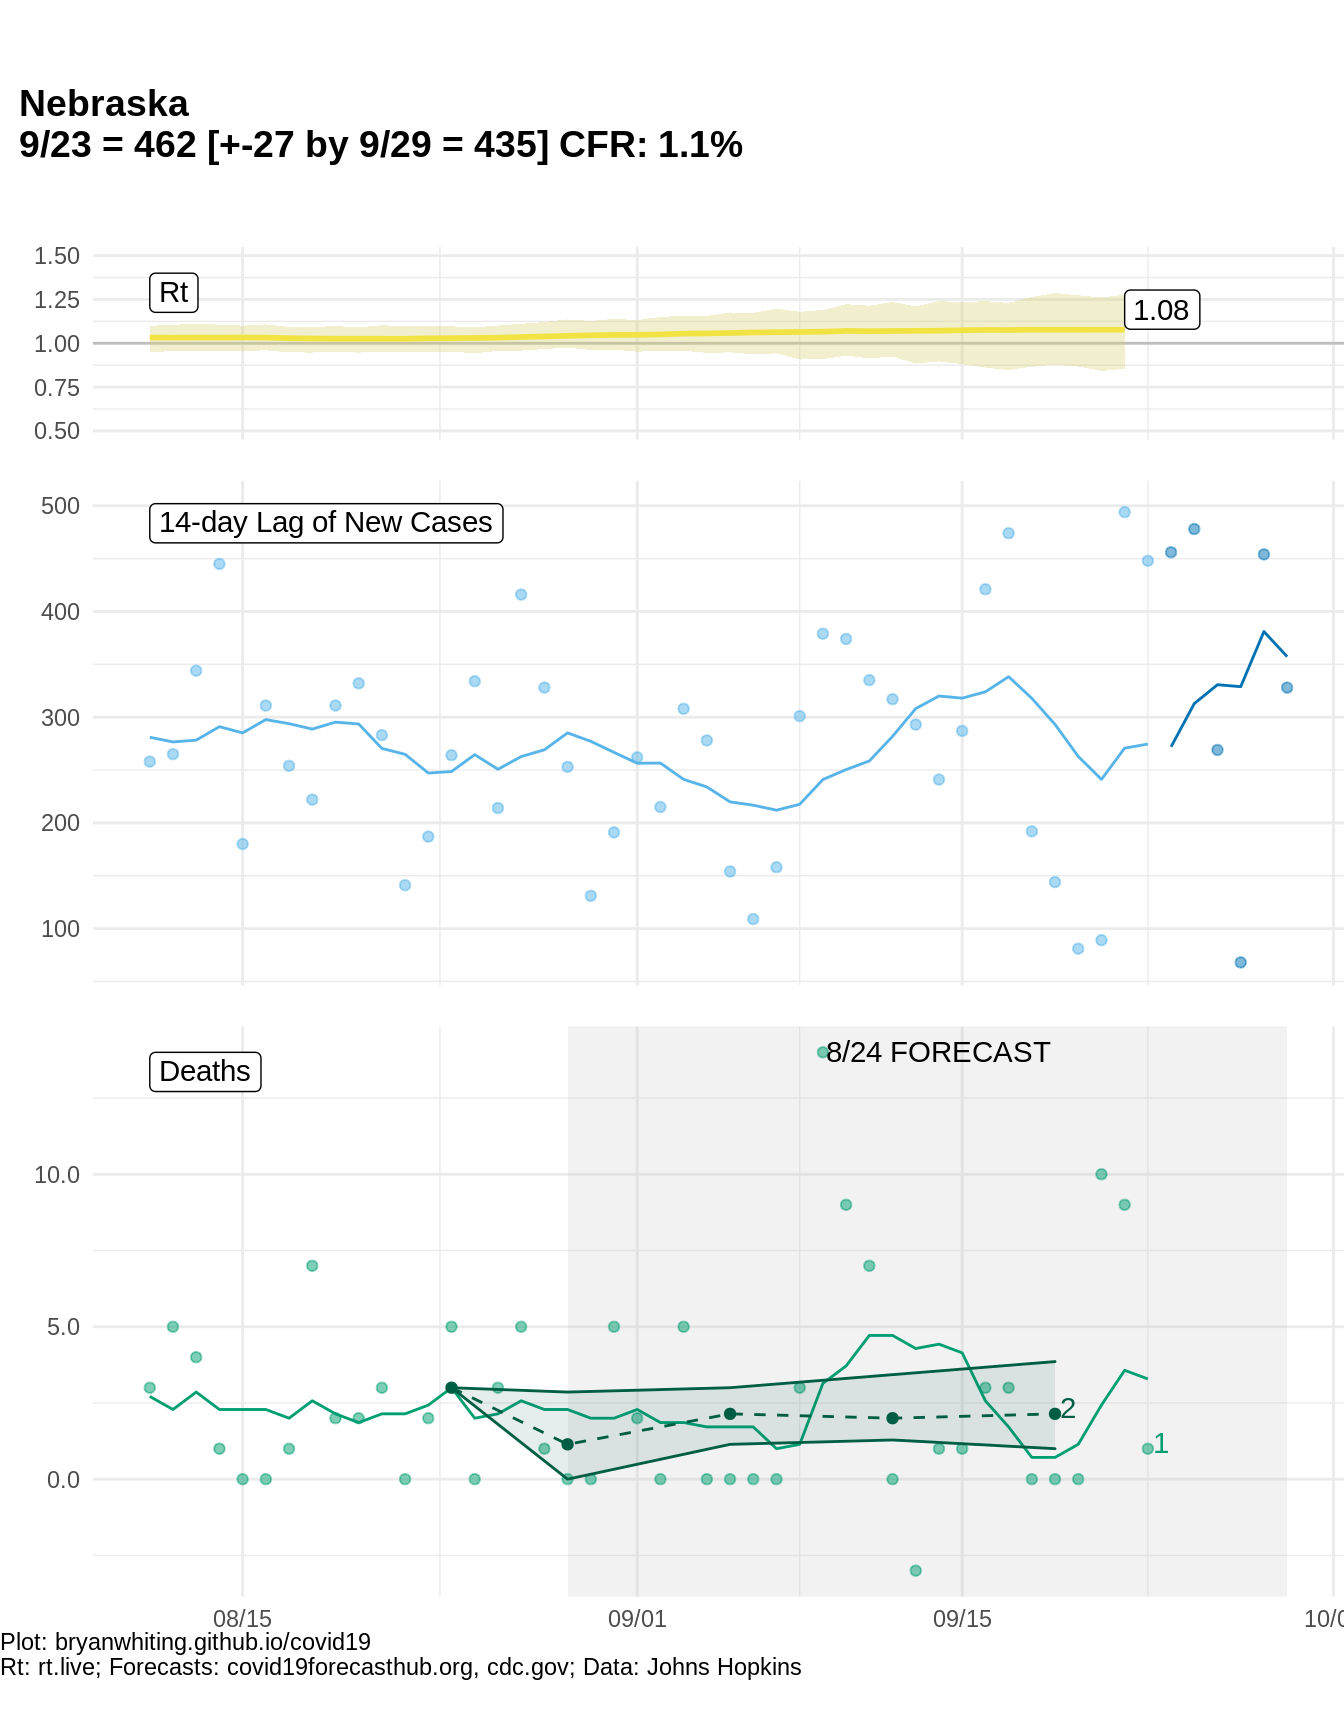 Nebraska
9/23 = 462 [+-27 by 9/29 = 435] CFR: 1.1%
1.50
1.25
1.00
0.75
0.50
Rt
1.08
500
400
300
200
100
14-day Lag of New Cases
Deaths
8/24 FORECAST
10.0
5.0
0.0
2
1
08/15
09/01
09/15
10/0
Plot: bryanwhiting.github.io/covid19
Rt: rt.live; Forecasts: covid19forecasthub.org, cdc.gov; Data: Johns Hopkins